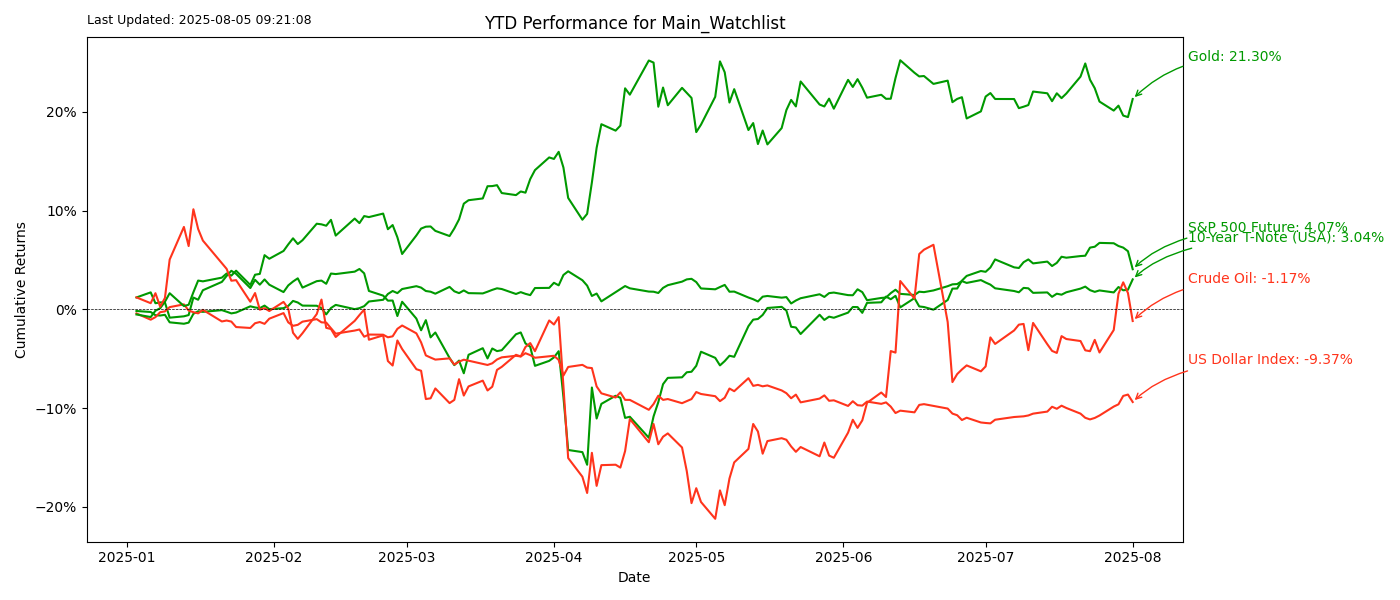 Last Updated: 2025-08-05 09:21:08
YTD Performance for Main_Watchlist
Cumulative Returns
20%
10%
0%
−10%
−20%
Gold: 21.30%
S&P 500 Future: 4.07%
10-Year T-Note (USA): 3.04%
Crude Oil: -1.17%
US Dollar Index: -9.37%
2025-01
2025-02
2025-03
2025-04
2025-05
2025-06
2025-07
2025-08
Date